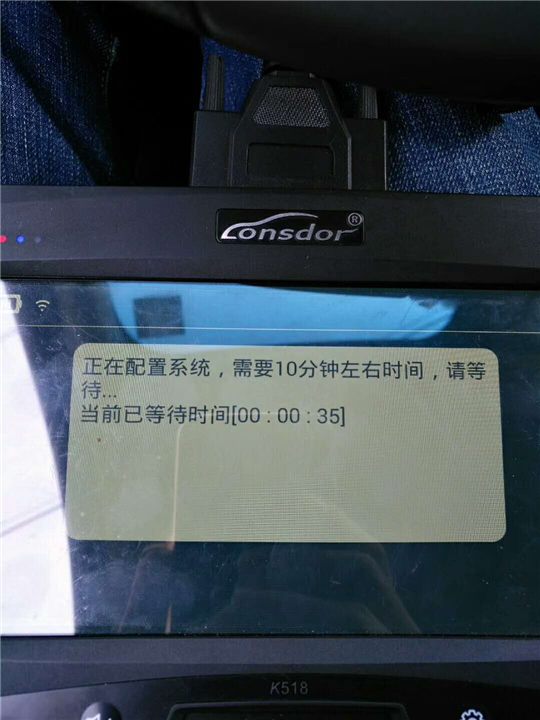 Lonsdor®
正在配置系统，需要10分钟左右时间，请等
待...
当前已等待时间[00 : 00 : 35]
K518